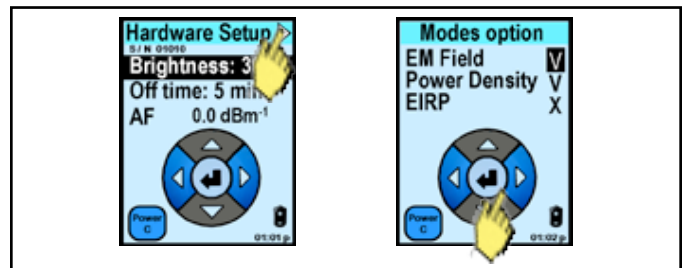 Hardware Setup
S/N 01010
Brightness: 3
Off time: 5 min
AF 0.0 dBm⁻¹
Power
C
01:01 p
Modes option
EM Field V
Power Density V
EIRP X
Power
C
01:02 p